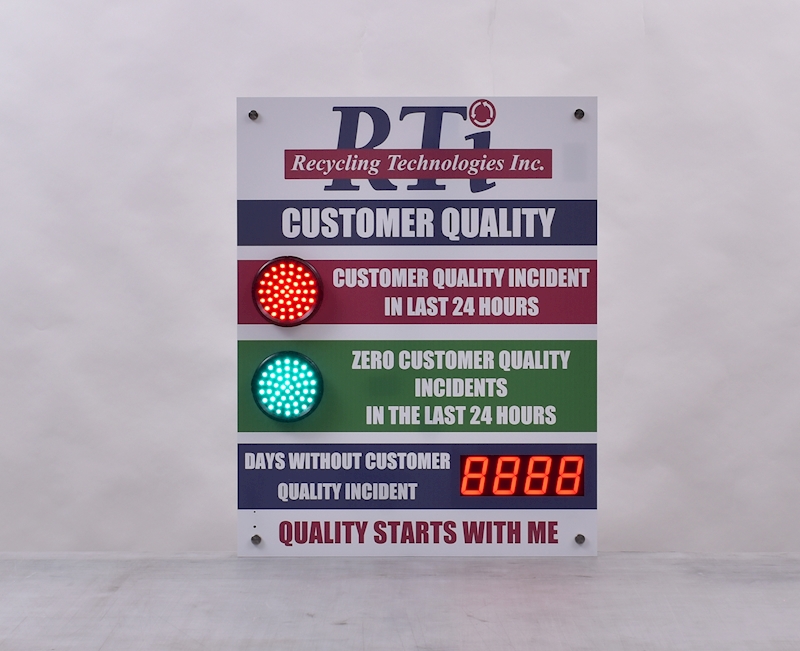 RTi
Recycling Technologies Inc.
CUSTOMER QUALITY
CUSTOMER QUALITY INCIDENT
IN LAST 24 HOURS
ZERO CUSTOMER QUALITY
INCIDENTS
IN THE LAST 24 HOURS
DAYS WITHOUT CUSTOMER
QUALITY INCIDENT
8888
QUALITY STARTS WITH ME